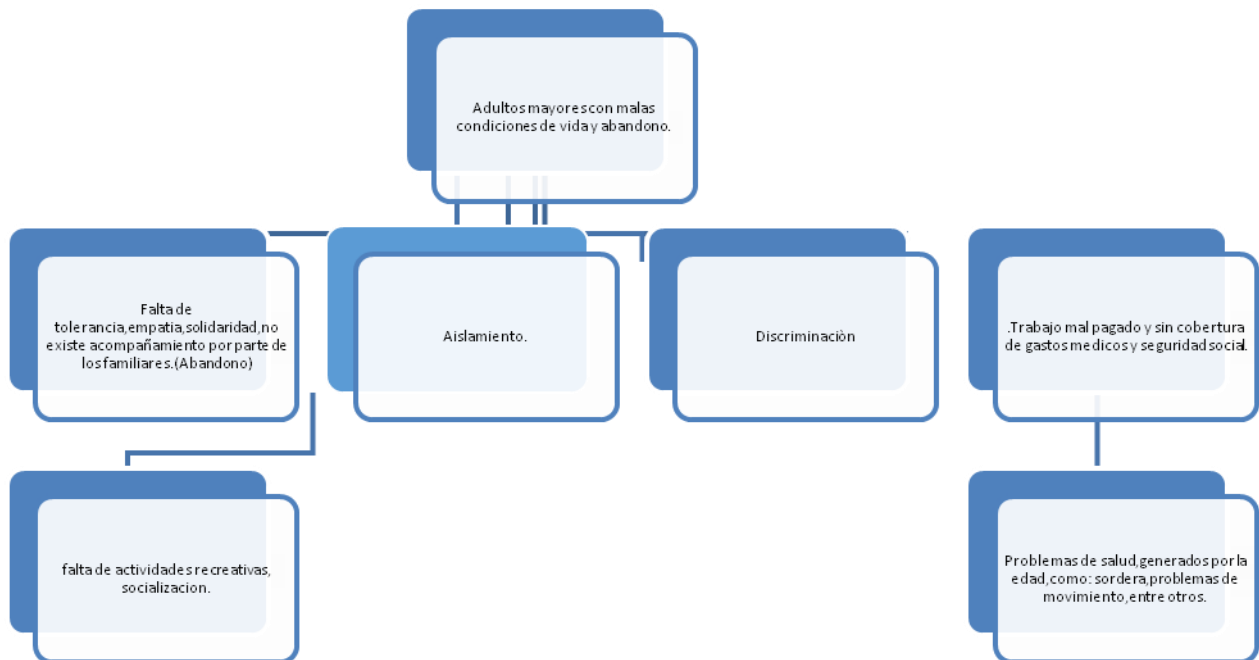 Adultos mayores con malas
condiciones de vida y abandono.
Falta de
tolerancia,empatia,solidaridad,no
existe acompañamiento por parte de
los familiares.(Abandono)
Aislamiento.
Discriminaciòn
.Trabajo mal pagado y sin cobertura
de gastos medicos y seguridad social.
falta de actividades recreativas,
socializacion.
Problemas de salud,generados por la
edad,como: sordera,problemas de
movimiento,entre otros.